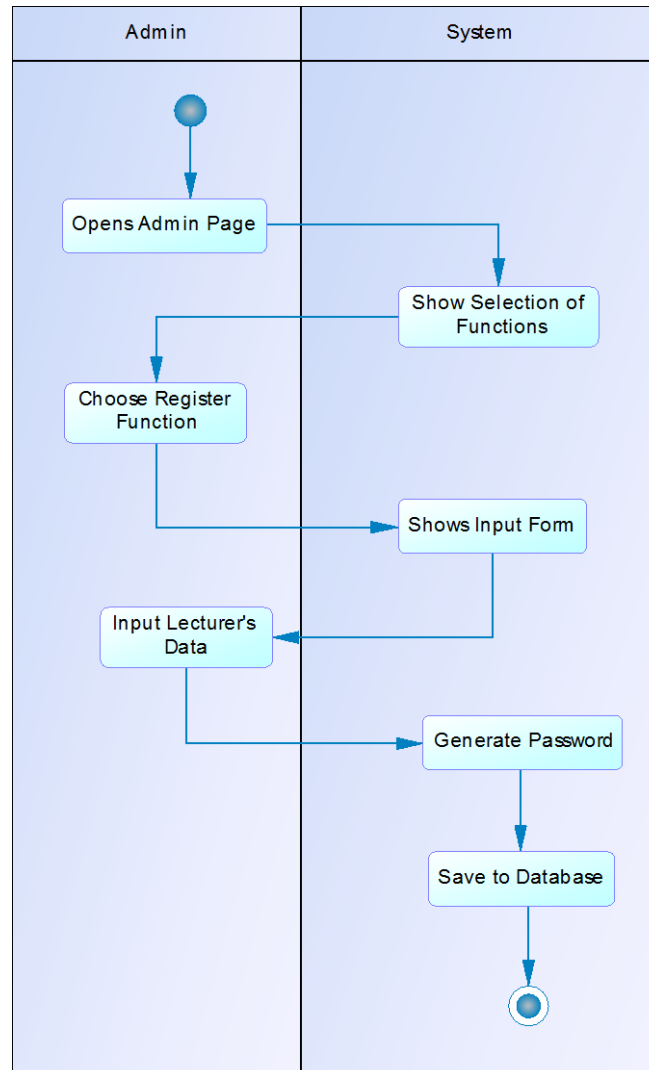 Admin
System
Opens Admin Page
Show Selection of
Functions
Choose Register
Function
Shows Input Form
Input Lecturer's
Data
Generate Password
Save to Database